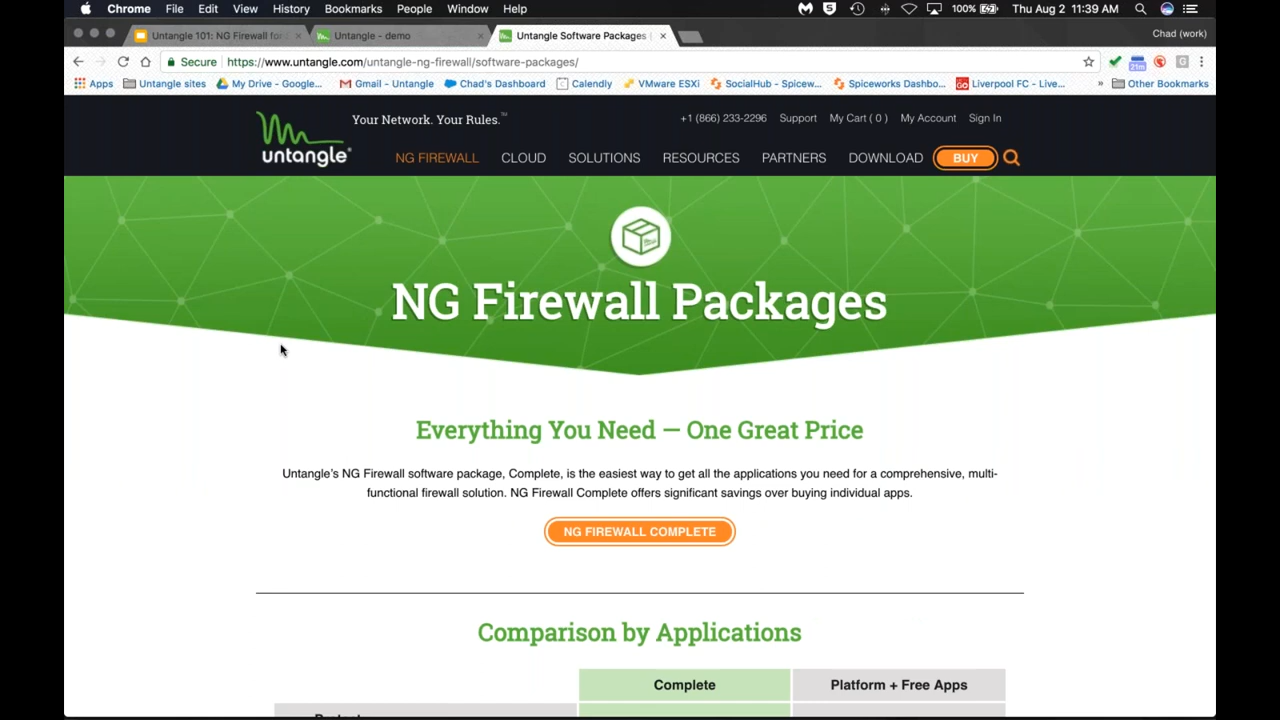 Chrome File Edit View History Bookmarks People Window Help 100% Thu Aug 2 11:39 AM
Untangle 101: NG Firewall for Untangle - demo Untangle Software Packages | Chad (work)
Secure https://www.untangle.com/untangle-ng-firewall/software-packages/
Apps Untangle sites My Drive - Google... Gmail - Untangle Chad's Dashboard Calendly VMware ESXi SocialHub - Spicew... Spiceworks Dashbo... Liverpool FC - Live... » Other Bookmarks
21m
Your Network. Your Rules.™ +1 (866) 233-2296 Support My Cart ( 0 ) My Account Sign In
untangle® NG FIREWALL CLOUD SOLUTIONS RESOURCES PARTNERS DOWNLOAD BUY
NG Firewall Packages
Everything You Need — One Great Price
Untangle's NG Firewall software package, Complete, is the easiest way to get all the applications you need for a comprehensive, multi-
functional firewall solution. NG Firewall Complete offers significant savings over buying individual apps.
NG FIREWALL COMPLETE
Comparison by Applications
Complete Platform + Free Apps